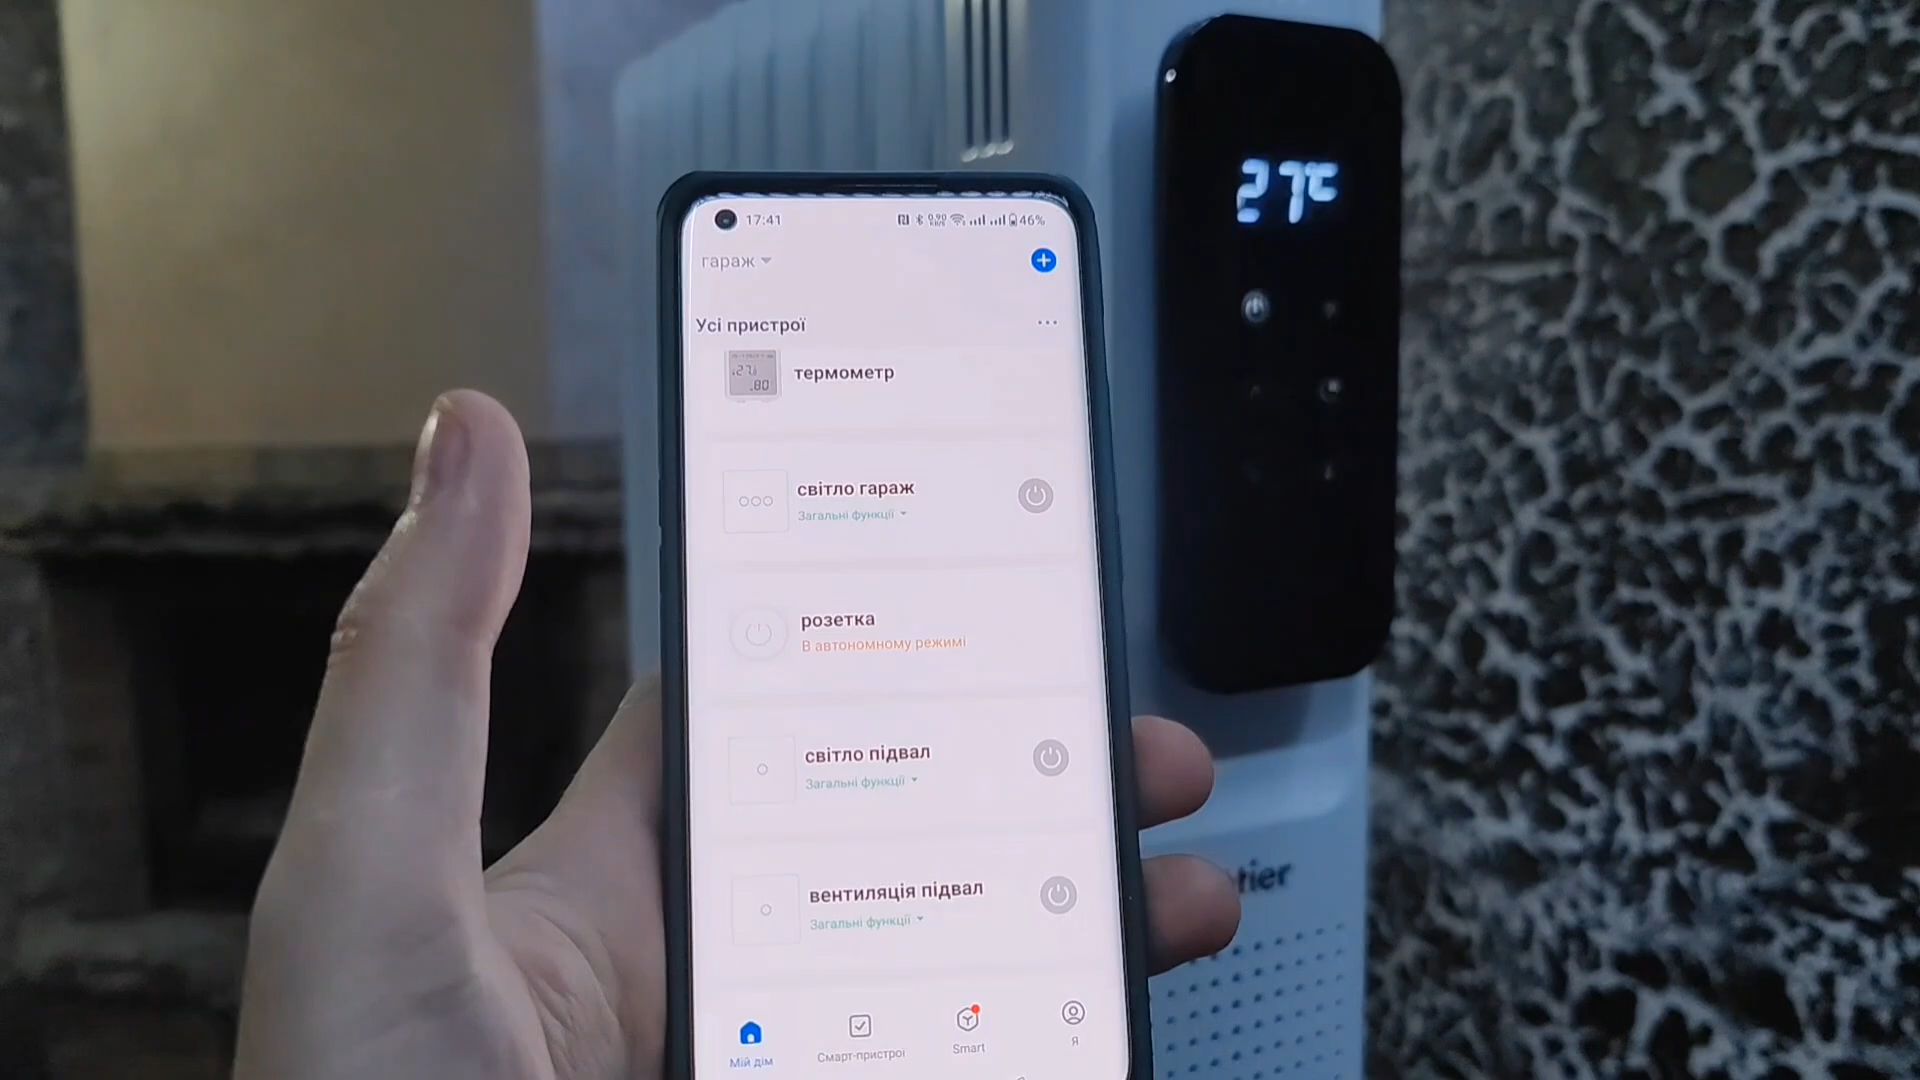 17:41
46%
гараж
27°C
Усі пристрої
термометр
світло гараж
Загальні функції
розетка
В автономному режимі
світло підвал
Загальні функції
вентиляція підвал
Загальні функції
tier
Мій дім
Смарт-пристрої
Smart
Я